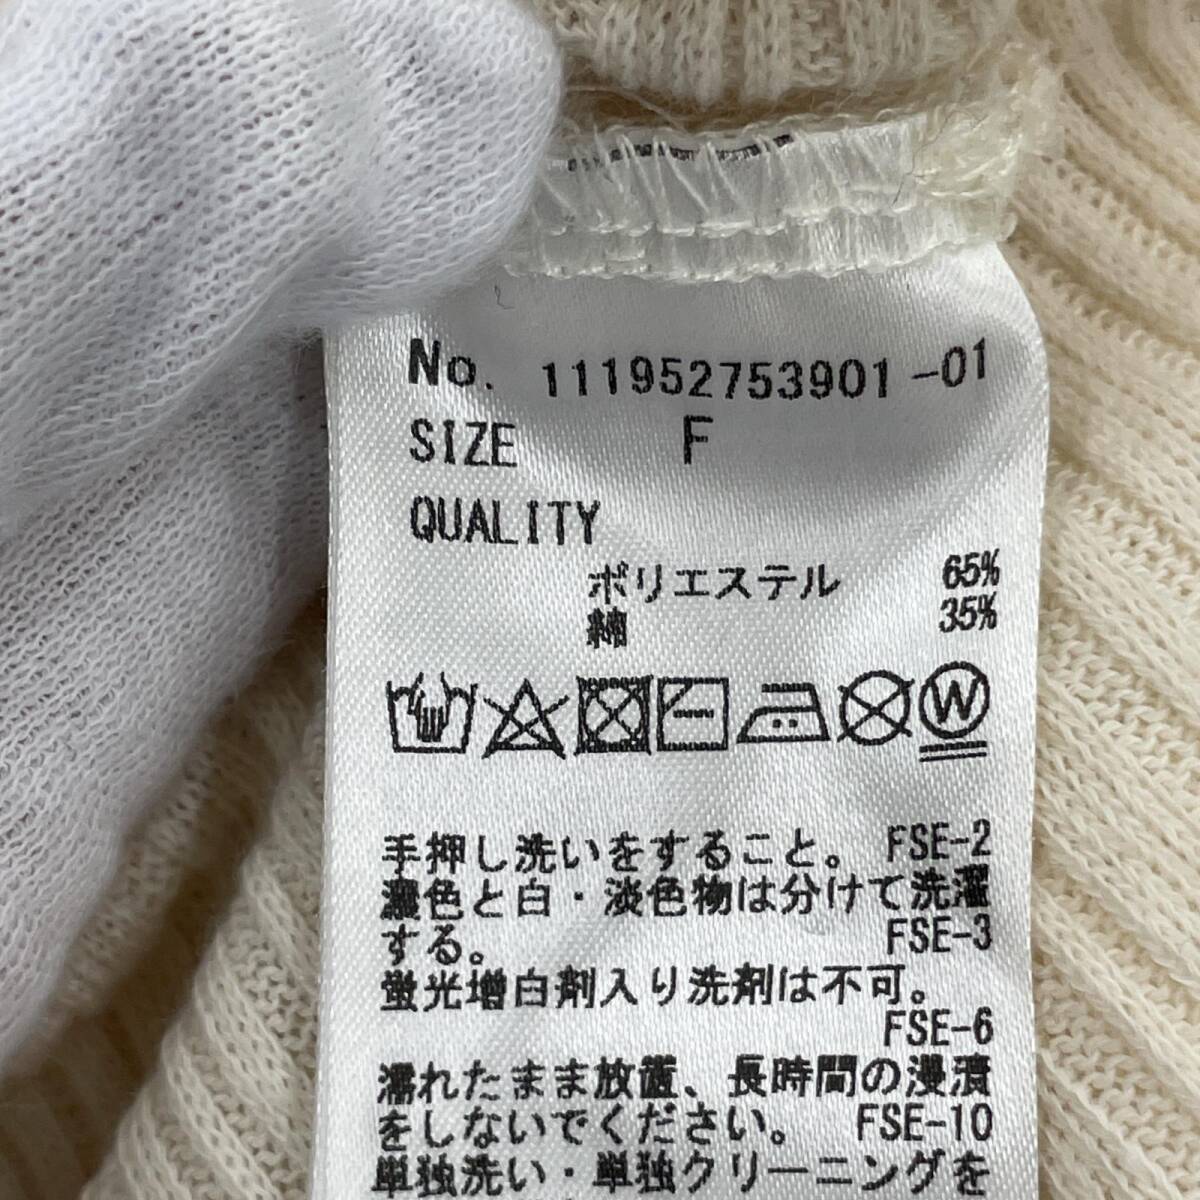 No. 111952753901-01
SIZE F
QUALITY
ポリエステル 65%
綿 35%
W
手押し洗いをすること。 FSE-2
濃色と白・淡色物は分けて洗濯
する。 FSE-3
蛍光増白剤入り洗剤は不可。
FSE-6
濡れたまま放置、長時間の浸漬
をしないでください。 FSE-10
単独洗い・単独クリーニングを